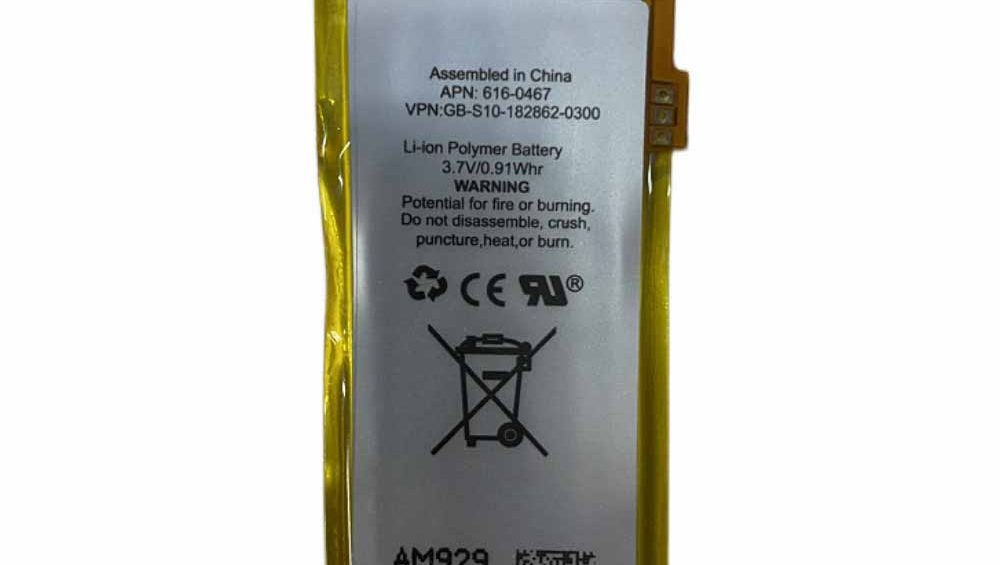 Assembled in China
APN: 616-0467
VPN:GB-S10-182862-0300
Li-ion Polymer Battery
3.7V/0.91Whr
WARNING
Potential for fire or burning.
Do not disassemble, crush,
puncture,heat,or burn.
CE RU®
AM929